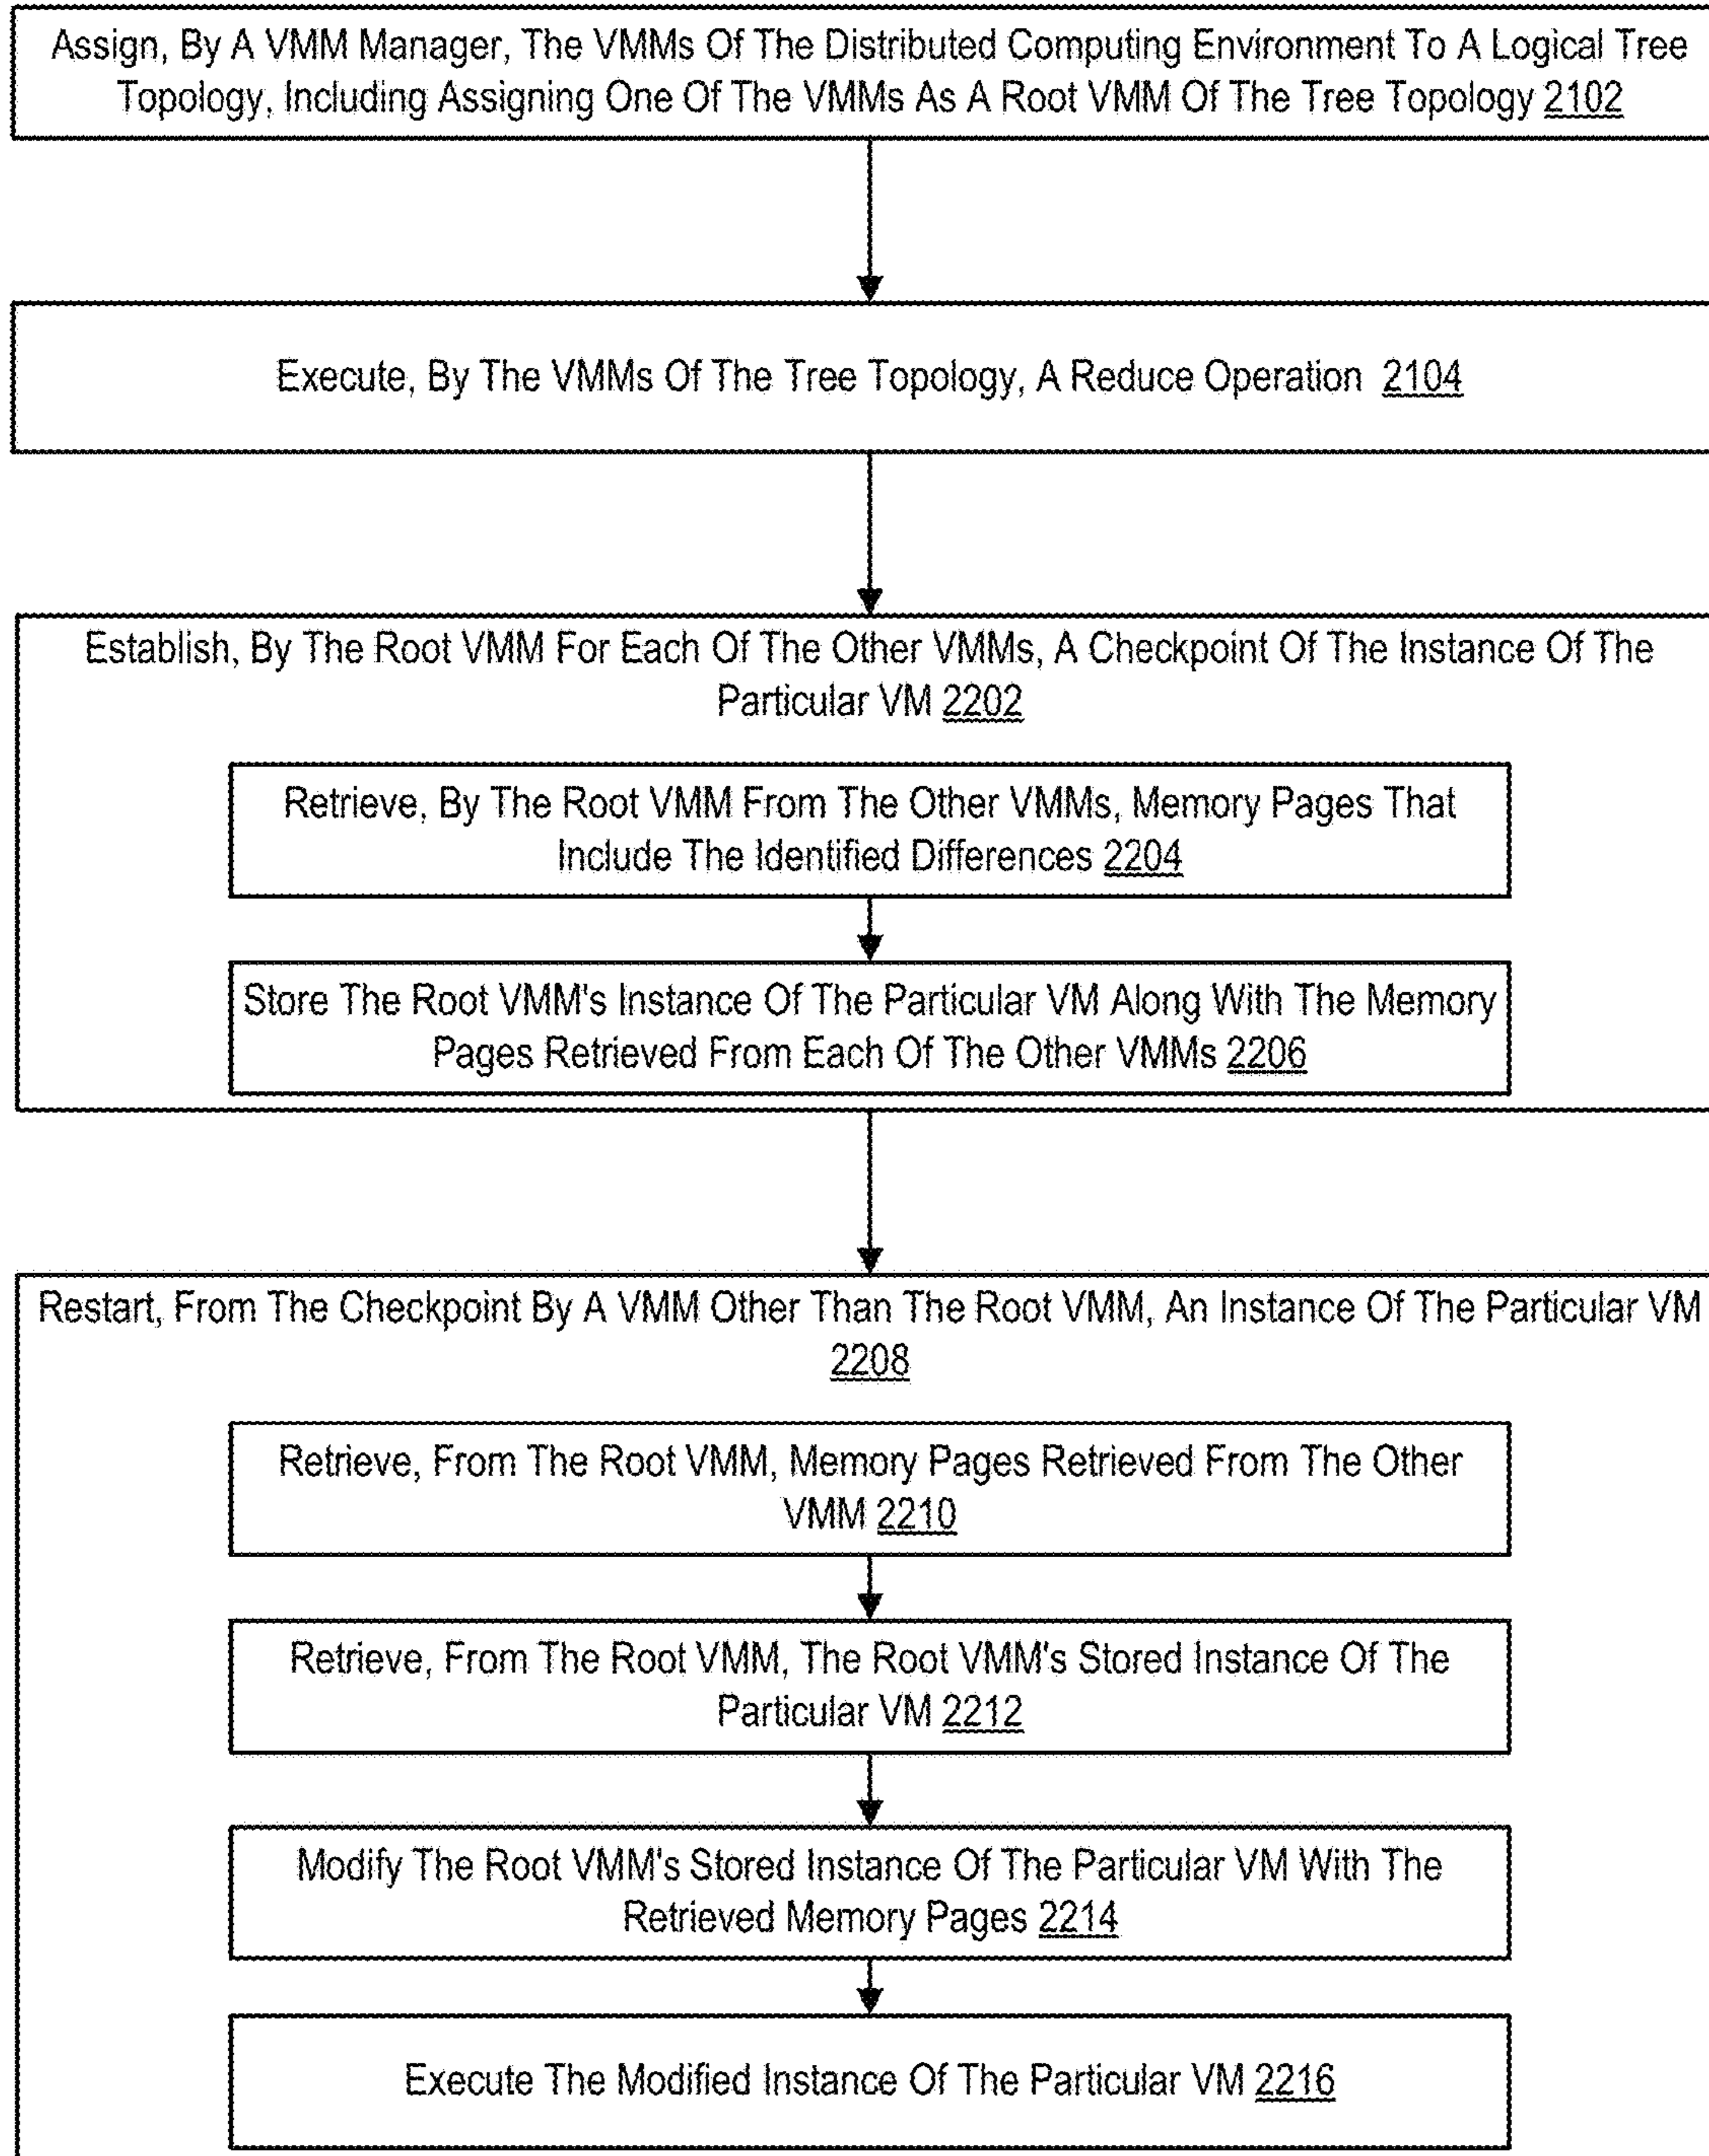 Assign, By A VMM Manager, The VMMs Of The Distributed Computing Environment To A Logical Tree
Topology, Including Assigning One Of The VMMs As A Root VMM Of The Tree Topology 2102
Execute, By The VMMs Of The Tree Topology, A Reduce Operation 2104
Establish, By The Root VMM For Each Of The Other VMMs, A Checkpoint Of The Instance Of The
Particular VM 2202
Retrieve, By The Root VMM From The Other VMMs, Memory Pages That
Include The Identified Differences 2204
Store The Root VMM's Instance Of The Particular VM Along With The Memory
Pages Retrieved From Each Of The Other VMMs 2206
Restart, From The Checkpoint By A VMM Other Than The Root VMM, An Instance Of The Particular VM
2208
Retrieve, From The Root VMM, Memory Pages Retrieved From The Other
VMM 2210
Retrieve, From The Root VMM, The Root VMM's Stored Instance Of The
Particular VM 2212
Modify The Root VMM's Stored Instance Of The Particular VM With The
Retrieved Memory Pages 2214
Execute The Modified Instance Of The Particular VM 2216